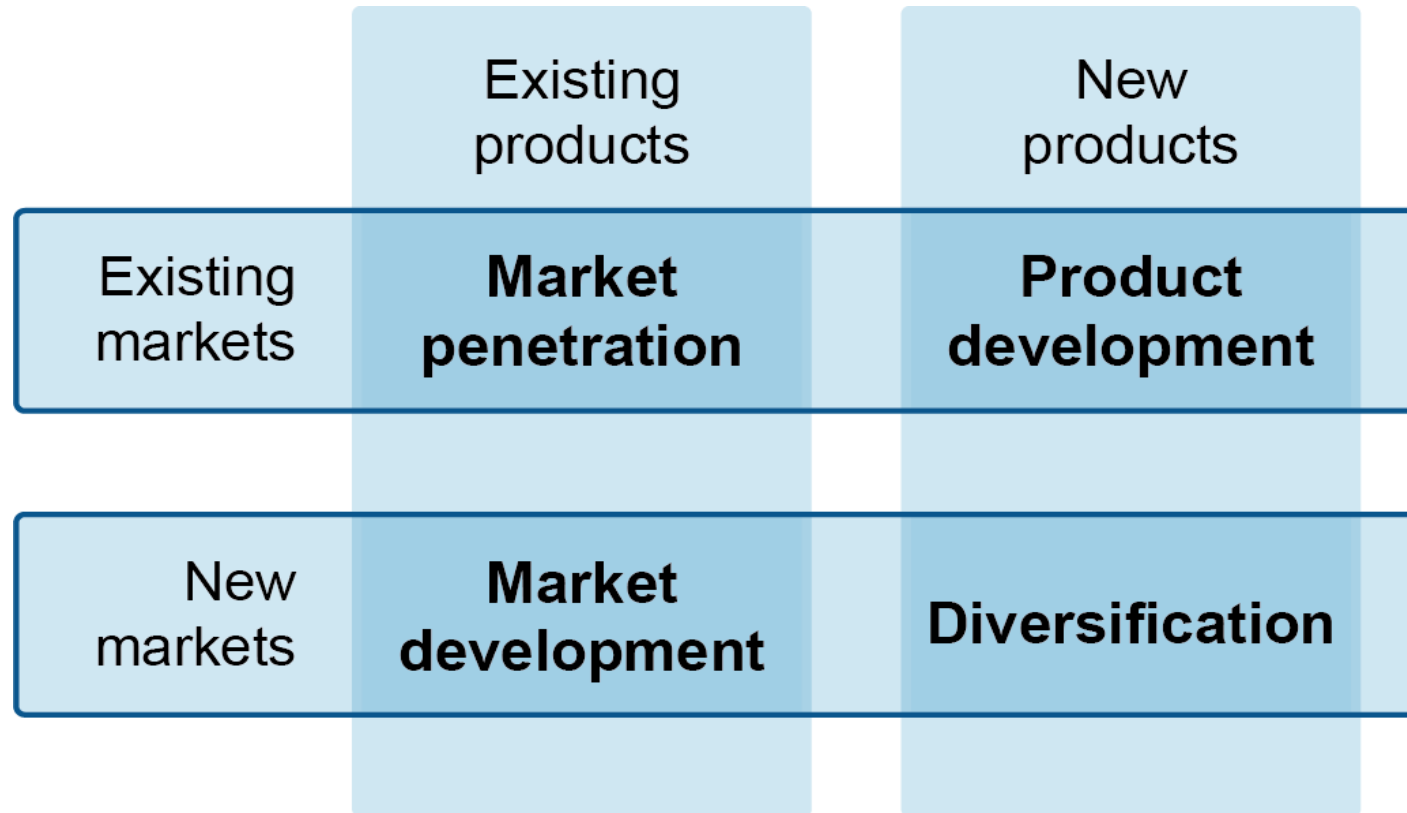 Existing
products
New
products
Existing
markets
Market
penetration
Product
development
New
markets
Market
development
Diversification